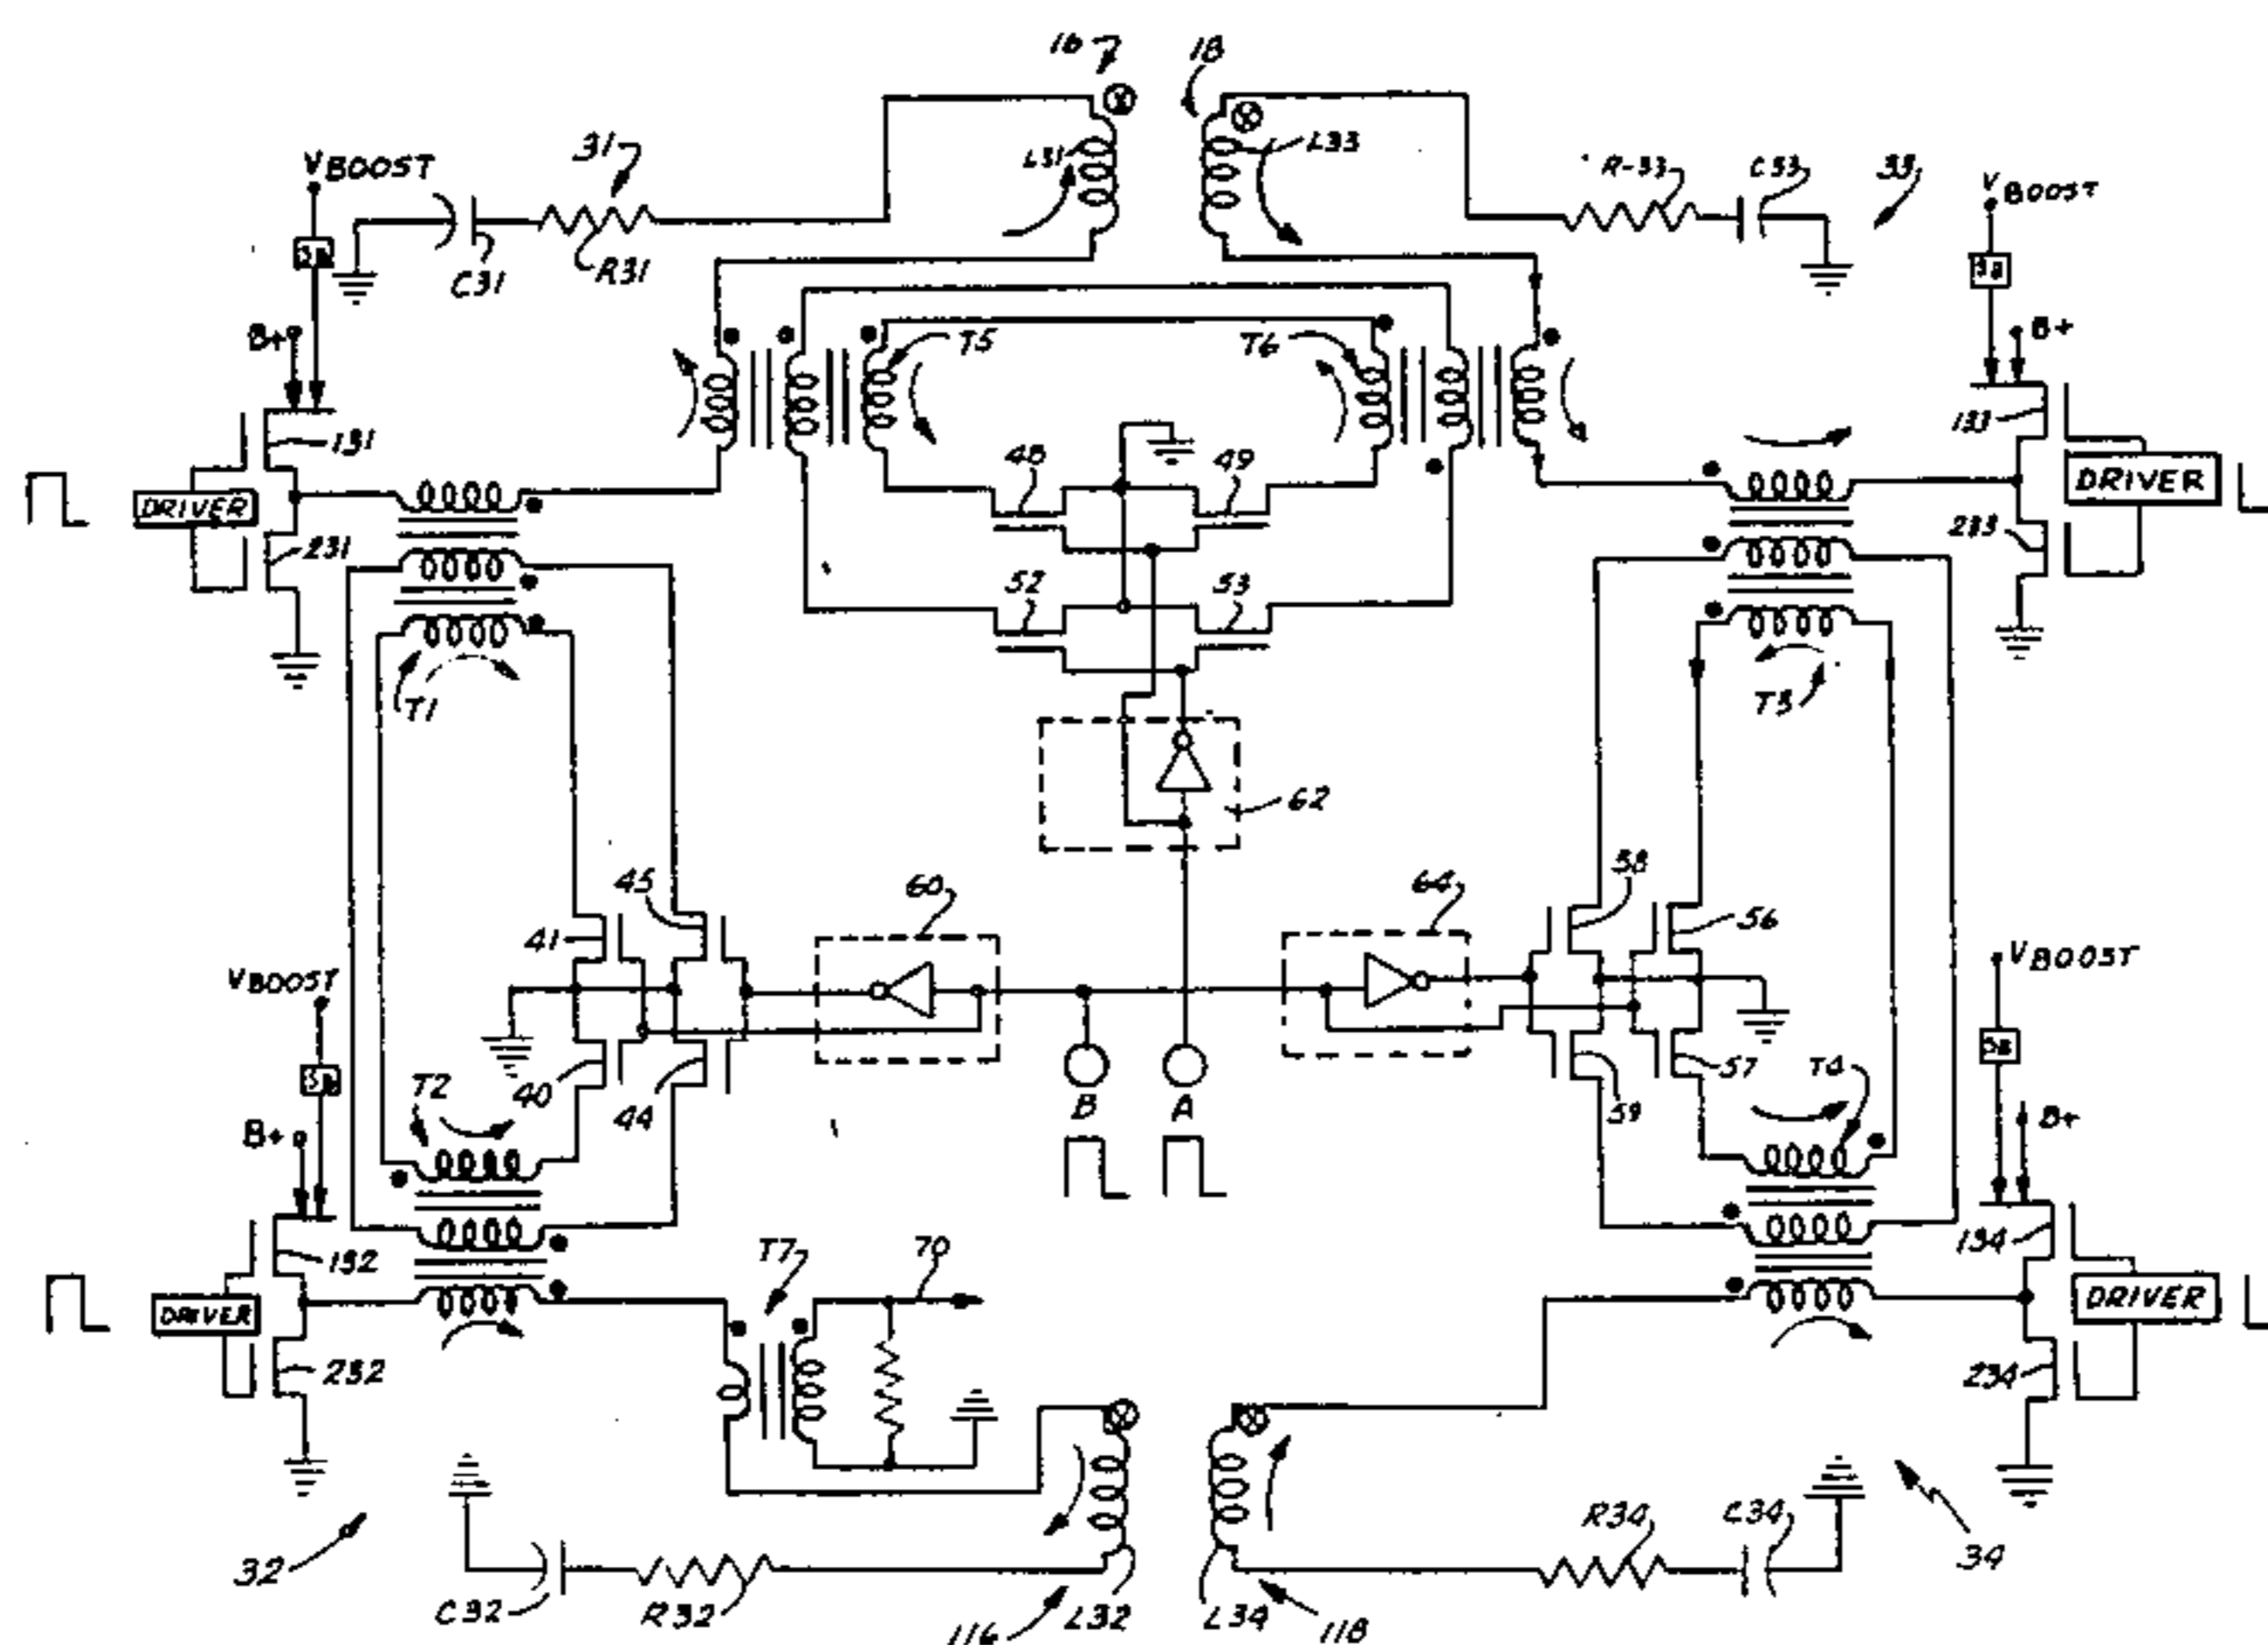 16
18
31
L31
L33
R-33
C33
33
VBOOST
VBOOST
C31
R31
B+
B+
T5
T6
131
133
48
49
DRIVER
DRIVER
231
233
52
53
T1
T3
62
45
60
64
58
41
56
VBOOST
VBOOST
40
44
57
59
T2
T4
B
A
B+
B+
132
134
T7
70
DRIVER
DRIVER
232
234
32
C32
R32
116
L32
L34
118
R34
C34
34